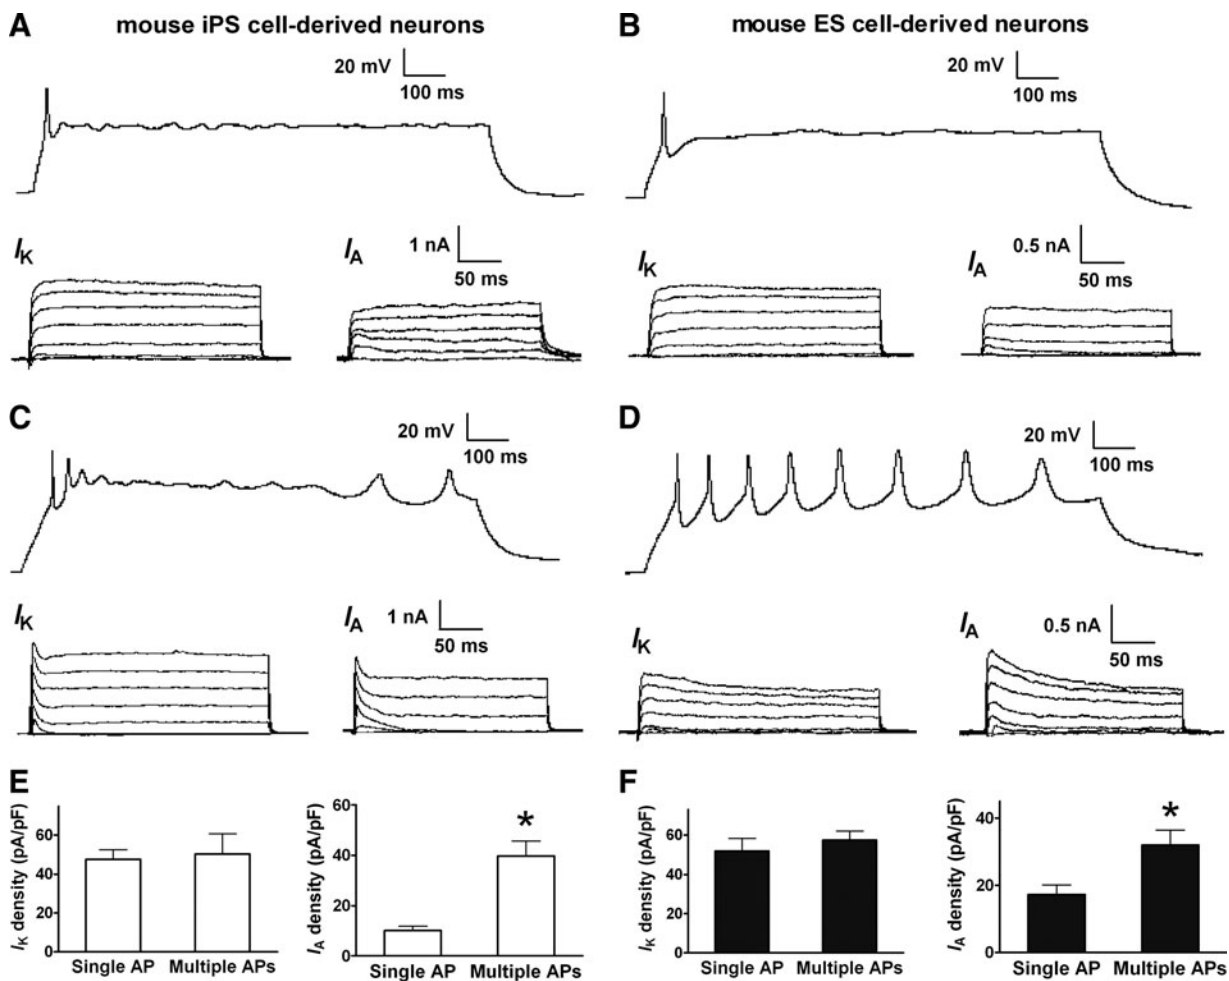 A mouse iPS cell-derived neurons
B mouse ES cell-derived neurons
20 mV
100 ms
20 mV
100 ms
IK
IA
1 nA
50 ms
IK
IA
0.5 nA
50 ms
C
20 mV
100 ms
D
20 mV
100 ms
IK
IA
1 nA
50 ms
IK
IA
0.5 nA
50 ms
E
IK density (pA/pF)
60
40
20
0
Single AP Multiple APs
IA density (pA/pF)
60
40
20
0
*
Single AP Multiple APs
F
IK density (pA/pF)
60
40
20
0
Single AP Multiple APs
IA density (pA/pF)
40
20
0
*
Single AP Multiple APs